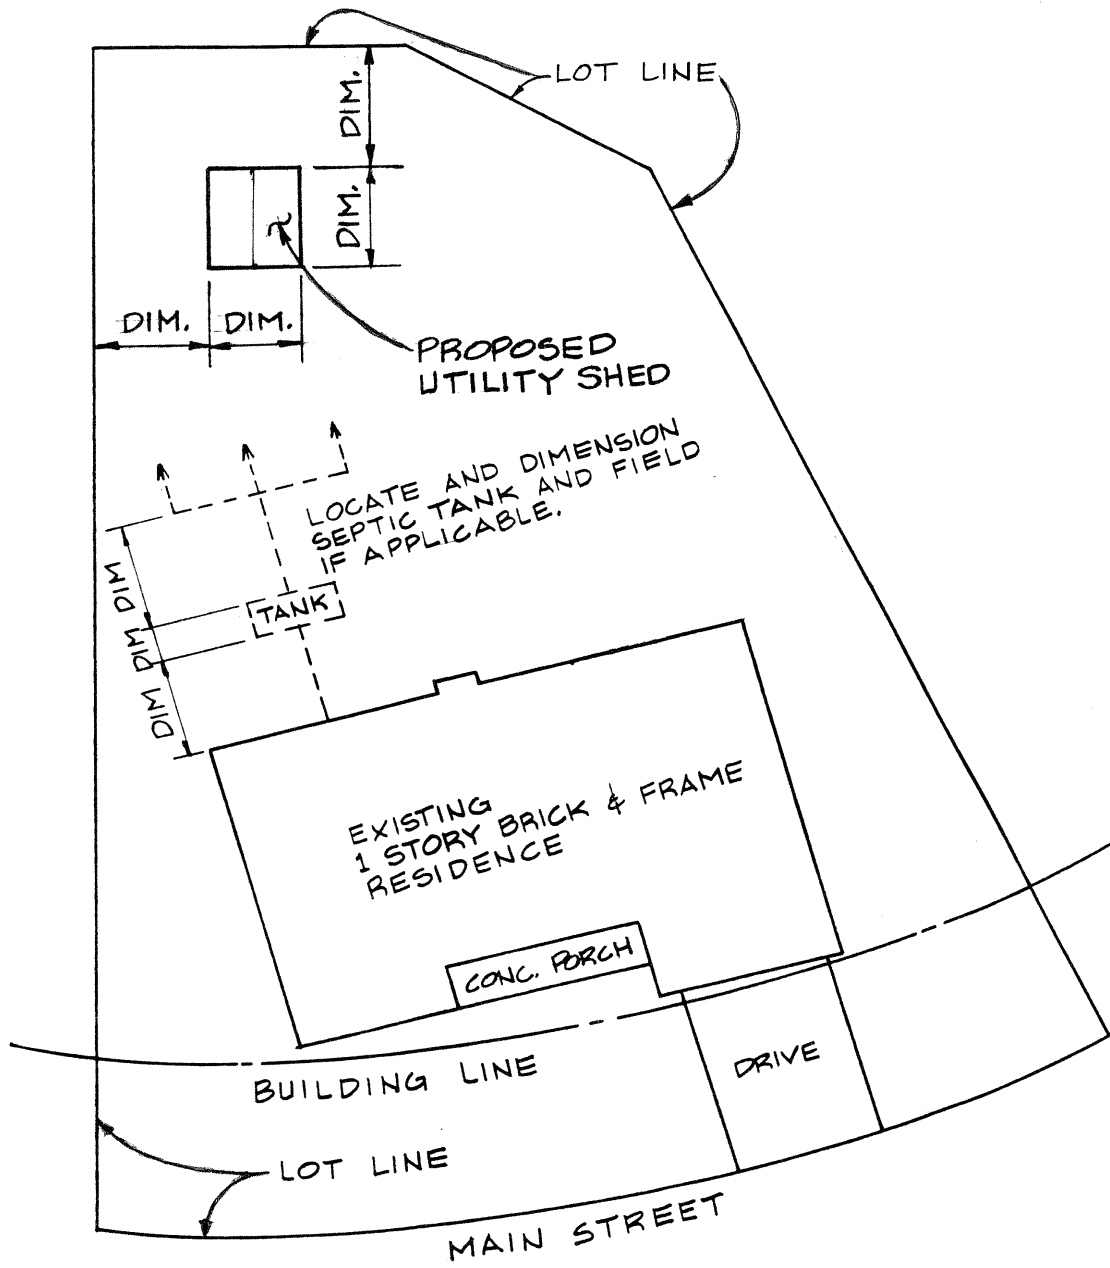 LOT LINE
DIM.
DIM.
DIM. DIM.
PROPOSED
UTILITY SHED
LOCATE AND DIMENSION
SEPTIC TANK AND FIELD
IF APPLICABLE.
DIM
TANK
DIM
DIM
EXISTING
1 STORY BRICK & FRAME
RESIDENCE
CONC. PORCH
DRIVE
BUILDING LINE
LOT LINE
MAIN STREET